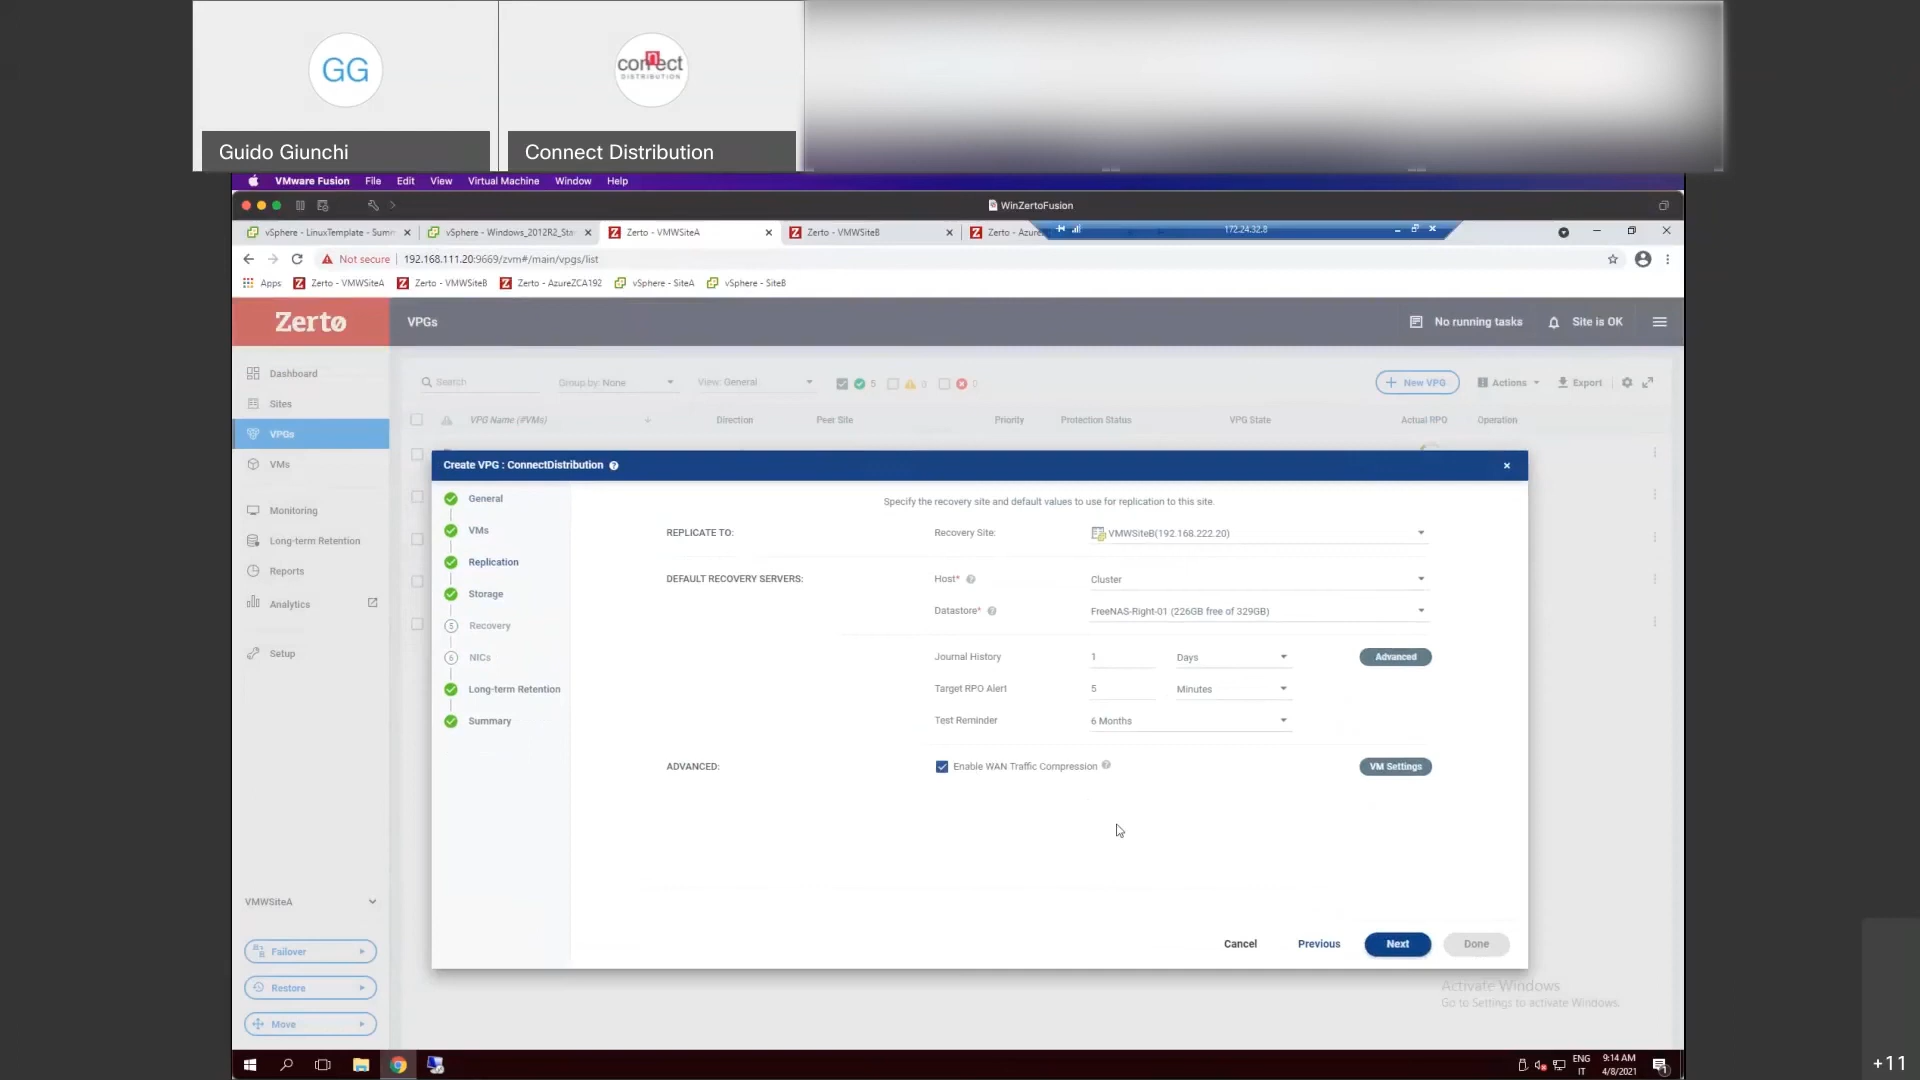 GG
connect
DISTRIBUTION
Guido Giunchi
Connect Distribution
VMware Fusion File Edit View Virtual Machine Window Help
WinZertoFusion
vSphere - LinuxTemplate - Summ
vSphere - Windows_2012R2_Sta
Zerto - VMWSiteA
Zerto - VMWSiteB
Zerto - Azure
172.24.32.8
Not secure 192.168.111.20:9669/zvm#/main/vpgs/list
Apps Zerto - VMWSiteA Zerto - VMWSiteB Zerto - AzureZCA192 vSphere - SiteA vSphere - SiteB
Zerto
VPGs
No running tasks
Site is OK
Dashboard
Sites
VPGs
VMs
Monitoring
Long-term Retention
Reports
Analytics
Setup
VMWSiteA
Failover
Restore
Move
Search
Group by: None
View: General
5
0
0
+ New VPG
Actions
Export
VPG Name (#VMs) Direction Peer Site Priority Protection Status VPG State Actual RPO Operation
Create VPG : ConnectDistribution ?
×
General
VMs
Replication
Storage
5 Recovery
6 NICs
Long-term Retention
Summary
Specify the recovery site and default values to use for replication to this site.
REPLICATE TO: Recovery Site: VMWSiteB(192.168.222.20)
DEFAULT RECOVERY SERVERS: Host* ? Cluster
Datastore* ? FreeNAS-Right-01 (226GB free of 329GB)
Journal History 1 Days Advanced
Target RPO Alert 5 Minutes
Test Reminder 6 Months
ADVANCED: Enable WAN Traffic Compression ? VM Settings
Cancel Previous Next Done
Activate Windows
Go to Settings to activate Windows.
ENG
IT
9:14 AM
4/8/2021
1
+11